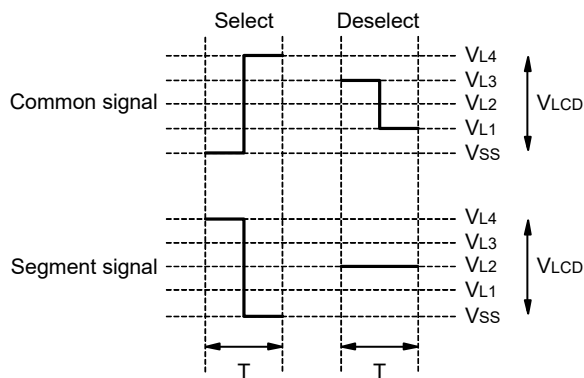 Select Deselect
VL4
VL3
Common signal VL2 VLCD
VL1
VSS
VL4
VL3
Segment signal VL2 VLCD
VL1
VSS
T T